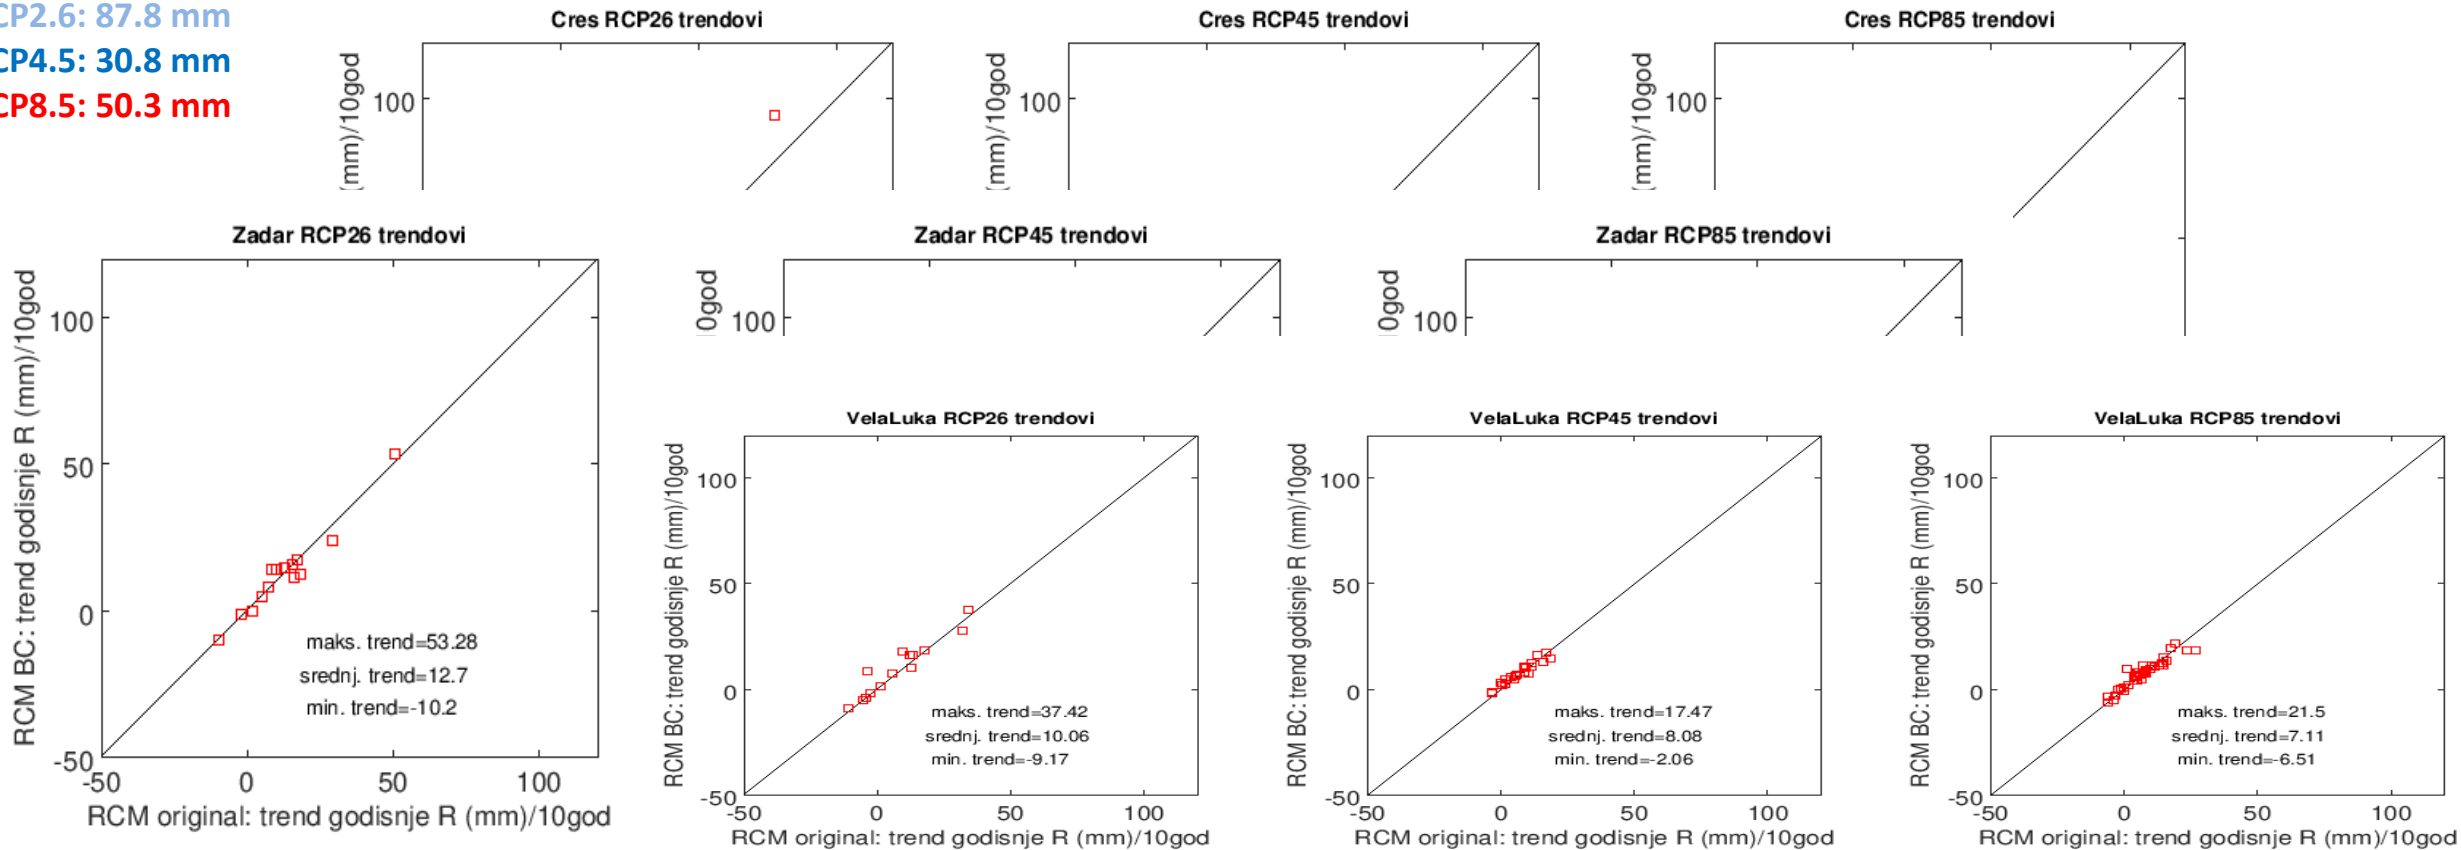 CP2.6: 87.8 mm
CP4.5: 30.8 mm
CP8.5: 50.3 mm
Cres RCP26 trendovi
(mm)/10god
100
Cres RCP45 trendovi
(mm)/10god
100
Cres RCP85 trendovi
(mm)/10god
100
Zadar RCP26 trendovi
RCM BC: trend godisnje R (mm)/10god
100
50
0
-50
maks. trend=53.28
srednj. trend=12.7
min. trend=-10.2
-50 0 50 100
RCM original: trend godisnje R (mm)/10god
Zadar RCP45 trendovi
0god
100
Zadar RCP85 trendovi
0god
100
VelaLuka RCP26 trendovi
RCM BC: trend godisnje R (mm)/10god
100
50
0
-50
maks. trend=37.42
srednj. trend=10.06
min. trend=-9.17
-50 0 50 100
RCM original: trend godisnje R (mm)/10god
VelaLuka RCP45 trendovi
RCM BC: trend godisnje R (mm)/10god
100
50
0
-50
maks. trend=17.47
srednj. trend=8.08
min. trend=-2.06
-50 0 50 100
RCM original: trend godisnje R (mm)/10god
VelaLuka RCP85 trendovi
RCM BC: trend godisnje R (mm)/10god
100
50
0
-50
maks. trend=21.5
srednj. trend=7.11
min. trend=-6.51
-50 0 50 100
RCM original: trend godisnje R (mm)/10god